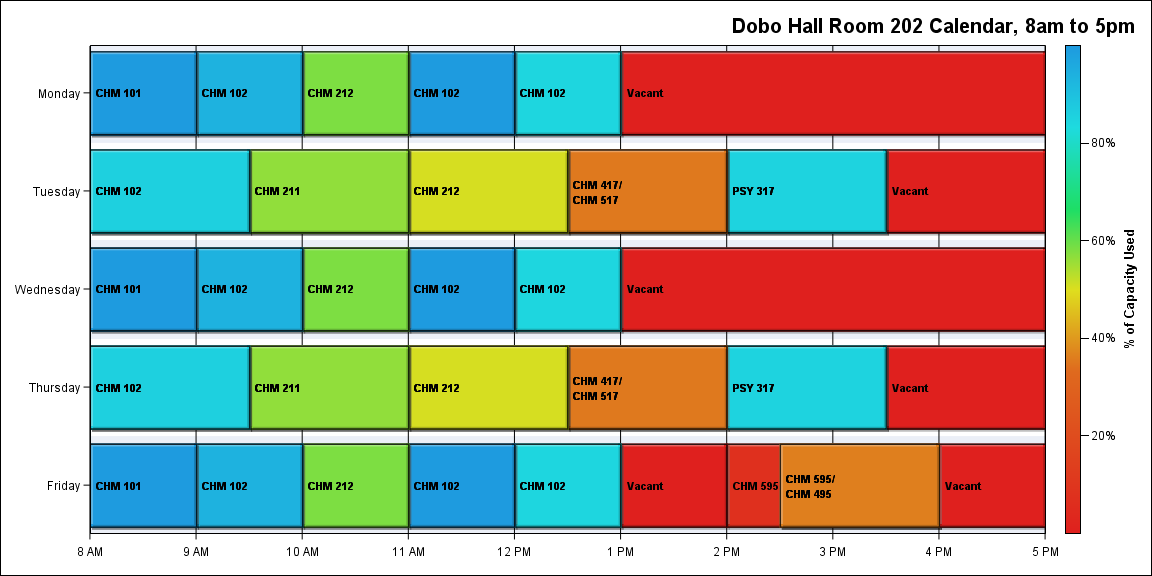 Dobo Hall Room 202 Calendar, 8am to 5pm
Monday
CHM 101
CHM 102
CHM 212
CHM 102
CHM 102
Vacant
Tuesday
CHM 102
CHM 211
CHM 212
CHM 417/
CHM 517
PSY 317
Vacant
Wednesday
CHM 101
CHM 102
CHM 212
CHM 102
CHM 102
Vacant
Thursday
CHM 102
CHM 211
CHM 212
CHM 417/
CHM 517
PSY 317
Vacant
Friday
CHM 101
CHM 102
CHM 212
CHM 102
CHM 102
Vacant
CHM 595
CHM 595/
CHM 495
Vacant
8 AM
9 AM
10 AM
11 AM
12 PM
1 PM
2 PM
3 PM
4 PM
5 PM
80%
60%
40%
20%
% of Capacity Used